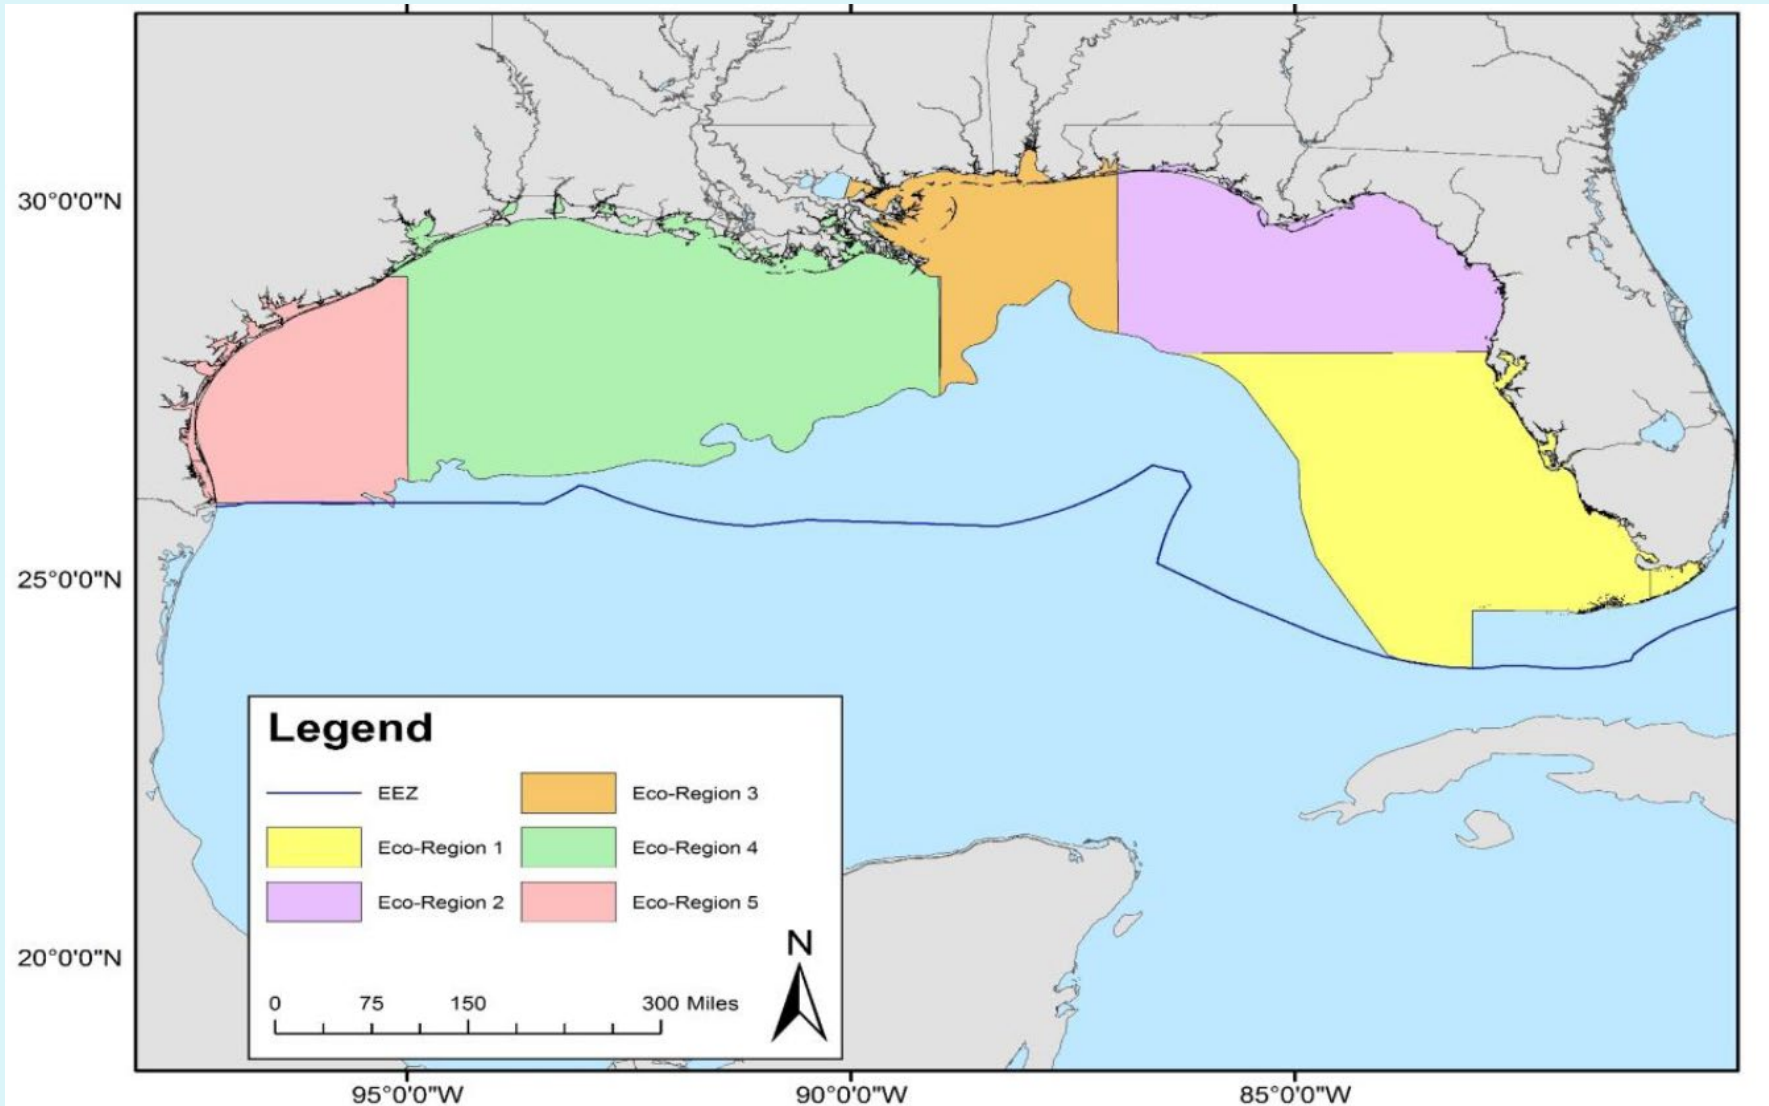 30°0'0"N
25°0'0"N
20°0'0"N
Legend
EEZ
Eco-Region 3
Eco-Region 1
Eco-Region 4
Eco-Region 2
Eco-Region 5
N
0 75 150 300 Miles
95°0'0"W 90°0'0"W 85°0'0"W